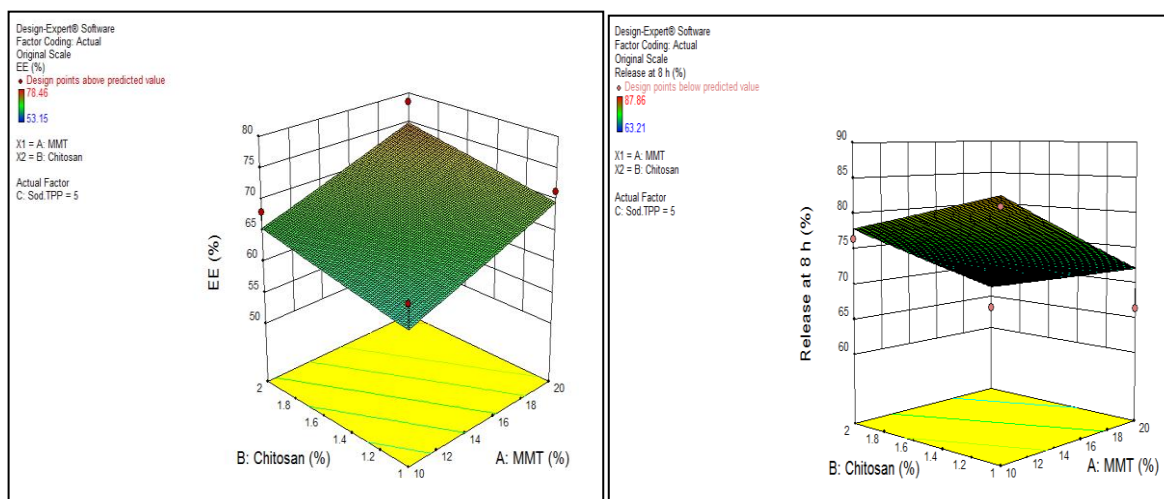 Design-Expert® Software
Factor Coding: Actual
Original Scale
EE (%)
Design points above predicted value
78.46
53.15
X1 = A: MMT
X2 = B: Chitosan
Actual Factor
C: Sod.TPP = 5
80
75
70
65
60
55
50
EE (%)
2
1.8
1.6
1.4
1.2
1
10
12
14
16
18
20
B: Chitosan (%)
A: MMT (%)
Design-Expert® Software
Factor Coding: Actual
Original Scale
Release at 8 h (%)
Design points below predicted value
87.86
63.21
X1 = A: MMT
X2 = B: Chitosan
Actual Factor
C: Sod.TPP = 5
90
85
80
75
70
65
60
Release at 8 h (%)
2
1.8
1.6
1.4
1.2
1
10
12
14
16
18
20
B: Chitosan (%)
A: MMT (%)